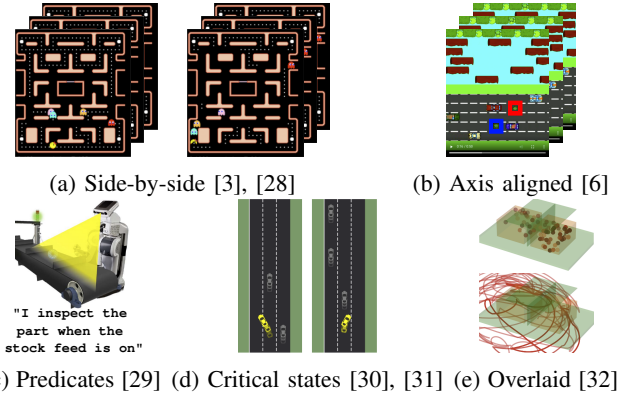 (a) Side-by-side [3], [28]
(b) Axis aligned [6]
"I inspect the
part when the
stock feed is on"
) Predicates [29] (d) Critical states [30], [31] (e) Overlaid [32]